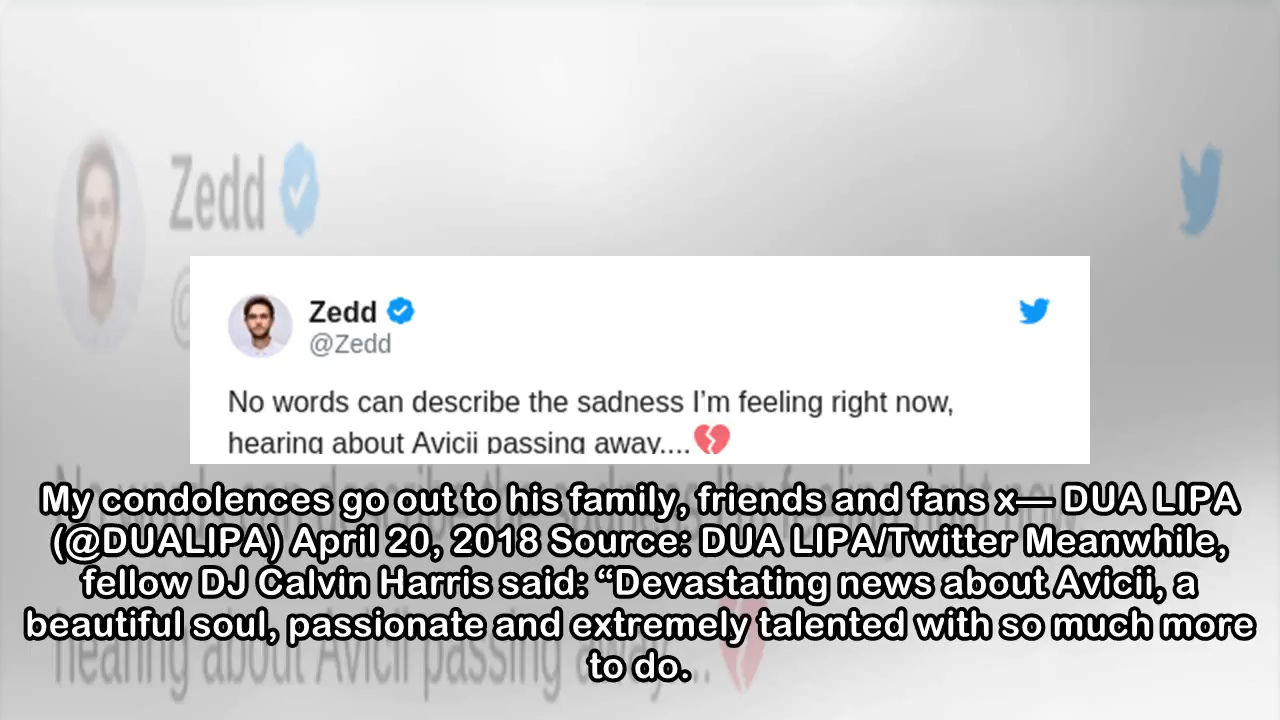 Zedd
@
Zedd
@Zedd
No words can describe the sadness I’m feeling right now,
hearing about Avicii passing away....💔
My condolences go out to his family, friends and fans x— DUA LIPA
(@DUALIPA) April 20, 2018 Source: DUA LIPA/Twitter Meanwhile,
fellow DJ Calvin Harris said: “Devastating news about Avicii, a
beautiful soul, passionate and extremely talented with so much more
to do.